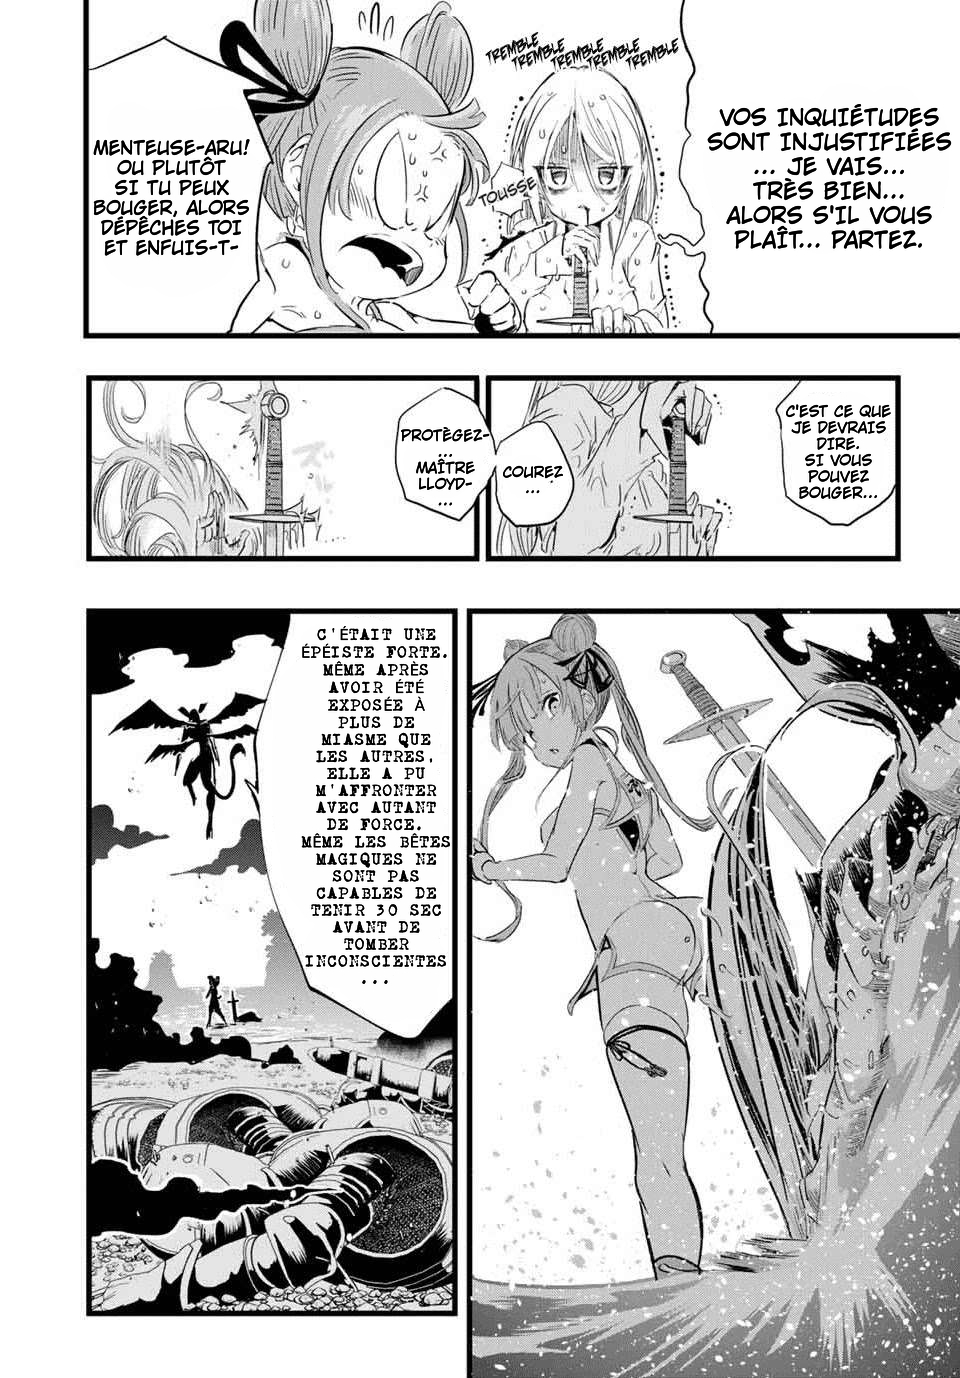 VOS INQUIÉTUDES
SONT INJUSTIFIÉES
... JE VAIS...
TRÈS BIEN...
ALORS S'IL VOUS
PLAÎT... PARTEZ.
TREMBLE
TREMBLE
TREMBLE
TREMBLE
TREMBLE
TOUSSE
MENTEUSE-ARU!
OU PLUTÔT
SI TU PEUX
BOUGER, ALORS
DÉPÊCHES TOI
ET ENFUIS-T-
C'EST CE QUE
JE DEVRAIS
DIRE.
SI VOUS
POUVEZ
BOUGER...
COUREZ
...
PROTÈGEZ-
...
MAÎTRE
LLOYD-
...
C'ÉTAIT UNE
ÉPÉISTE FORTE.
MÊME APRÈS
AVOIR ÉTÉ
EXPOSÉE À
PLUS DE
MIASME QUE
LES AUTRES,
ELLE A PU
M'AFFRONTER
AVEC AUTANT
DE FORCE.
MÊME LES BÊTES
MAGIQUES NE
SONT PAS
CAPABLES DE
TENIR 30 SEC
AVANT DE
TOMBER
INCONSCIENTES
...